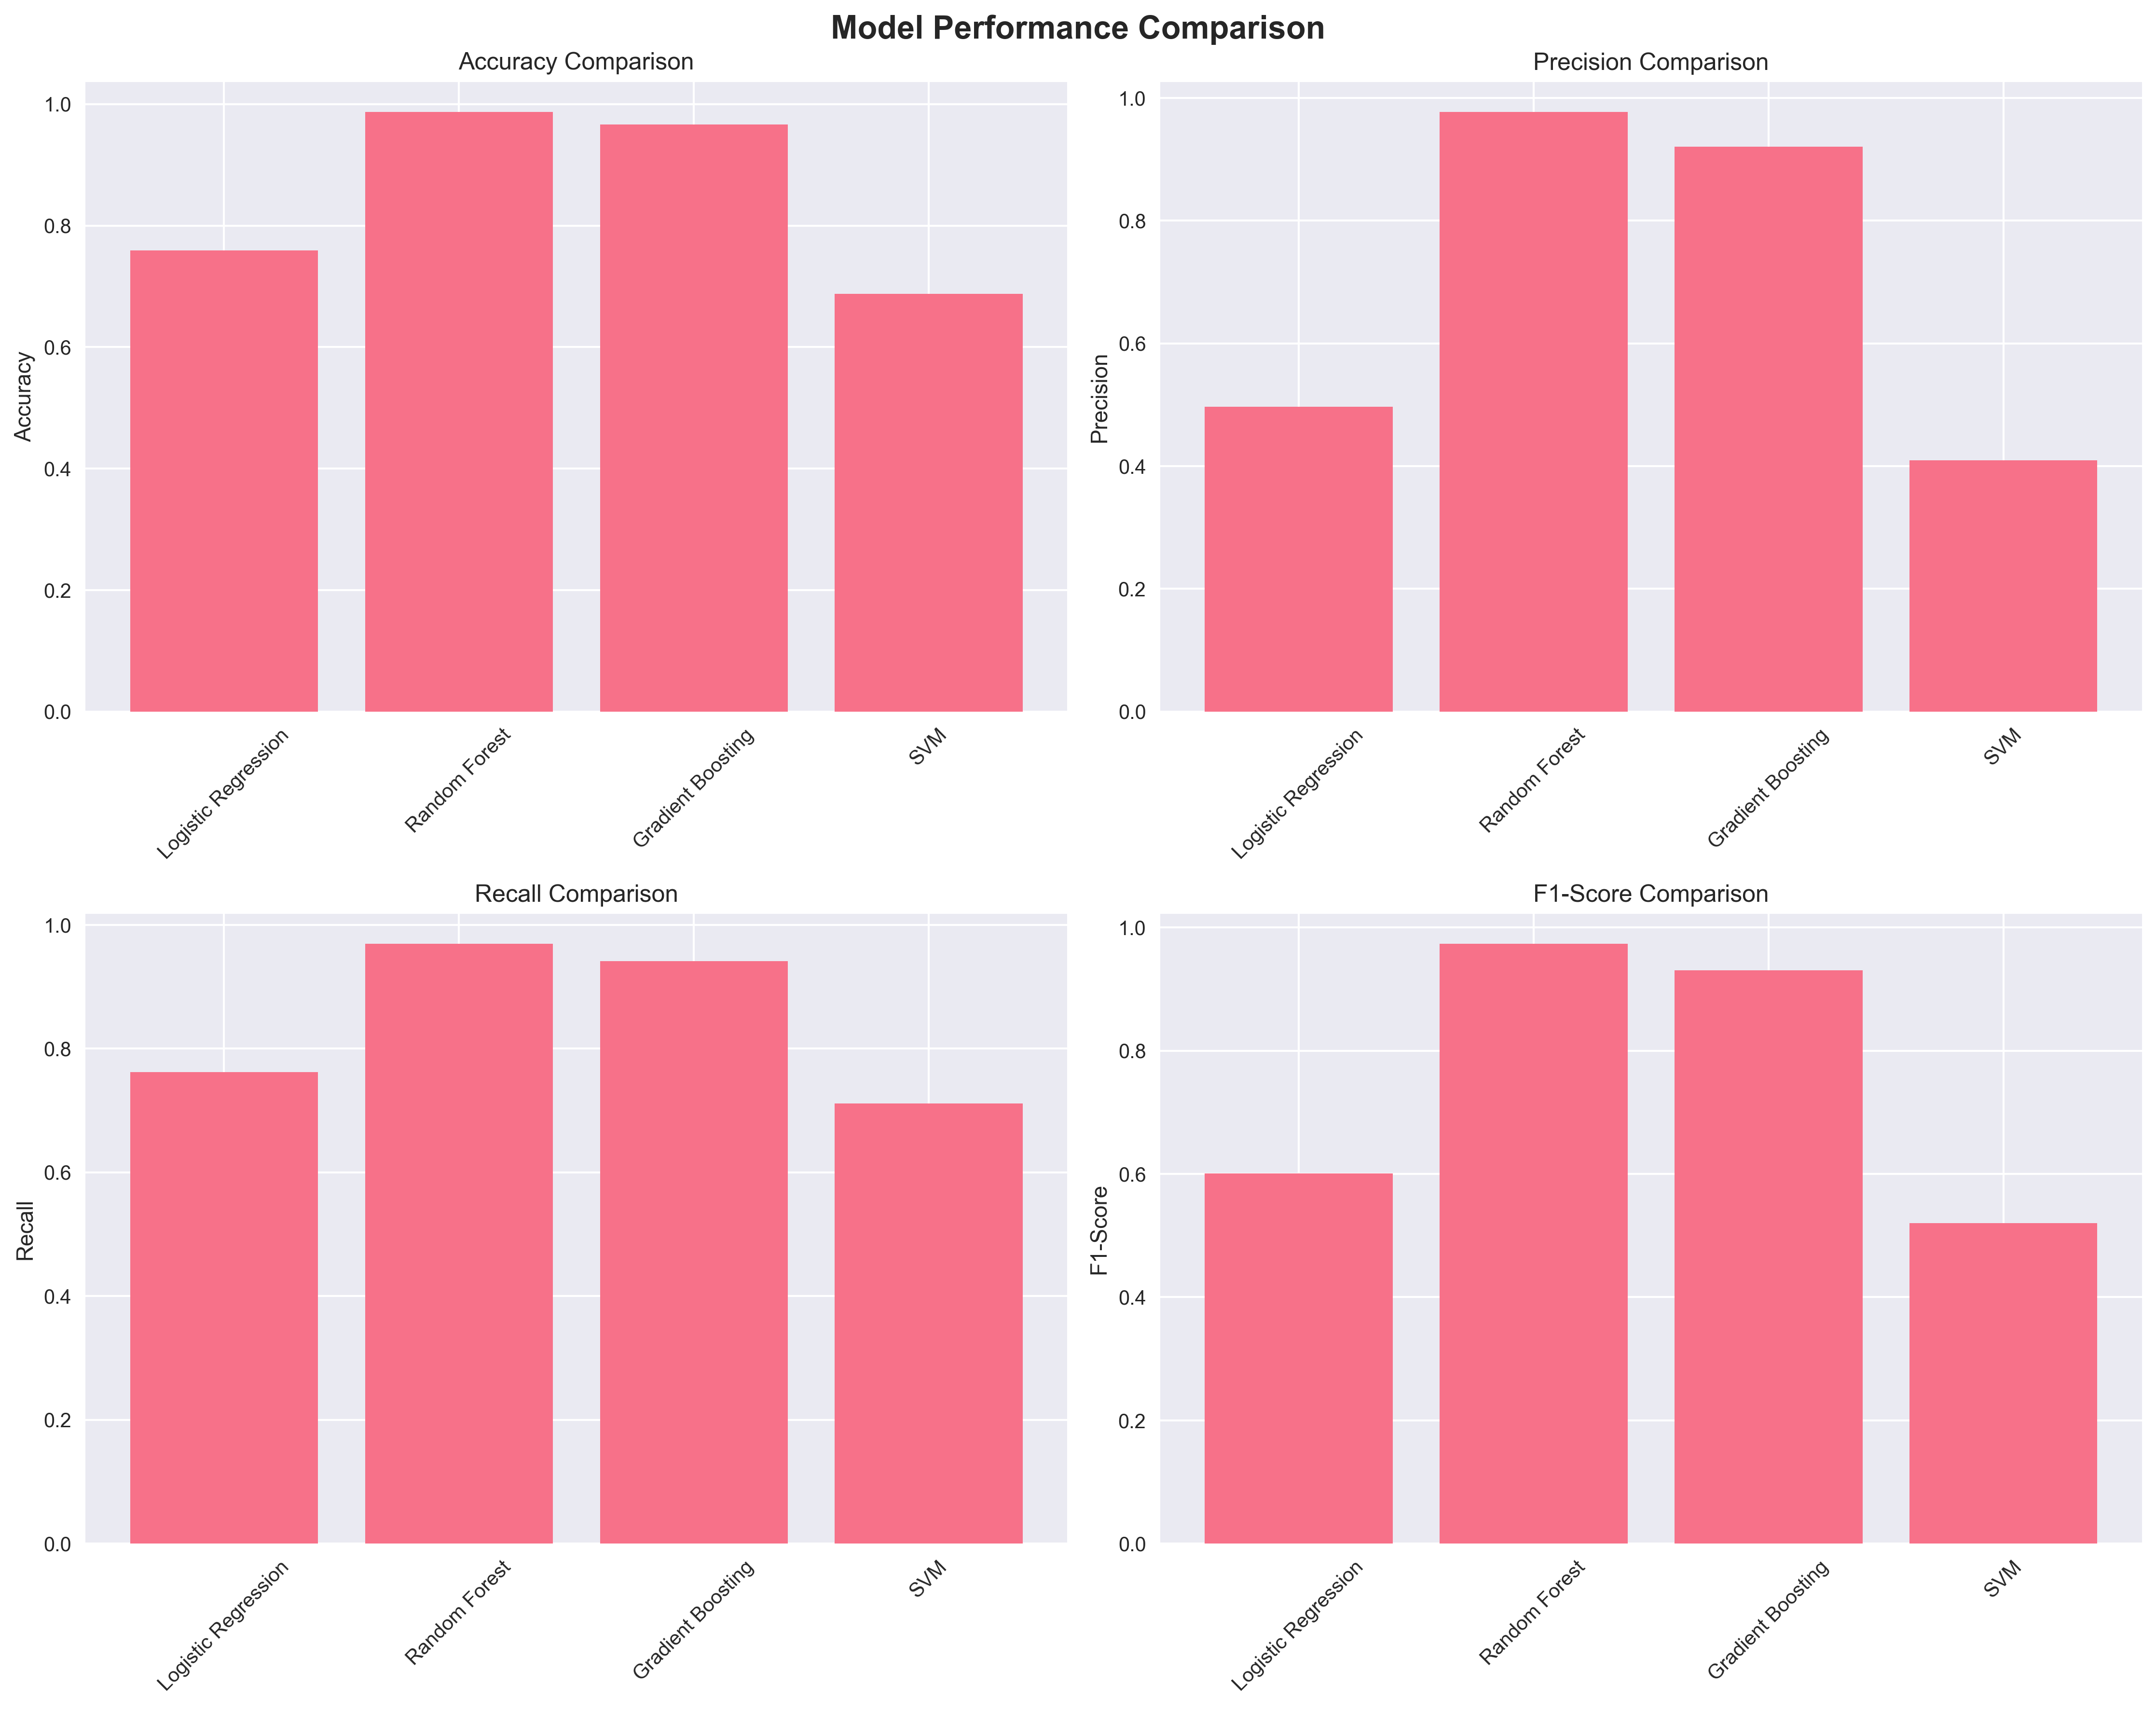 Model Performance Comparison
Accuracy Comparison
Accuracy
1.0
0.8
0.6
0.4
0.2
0.0
Logistic Regression
Random Forest
Gradient Boosting
SVM
Precision Comparison
Precision
1.0
0.8
0.6
0.4
0.2
0.0
Logistic Regression
Random Forest
Gradient Boosting
SVM
Recall Comparison
Recall
1.0
0.8
0.6
0.4
0.2
0.0
Logistic Regression
Random Forest
Gradient Boosting
SVM
F1-Score Comparison
F1-Score
1.0
0.8
0.6
0.4
0.2
0.0
Logistic Regression
Random Forest
Gradient Boosting
SVM